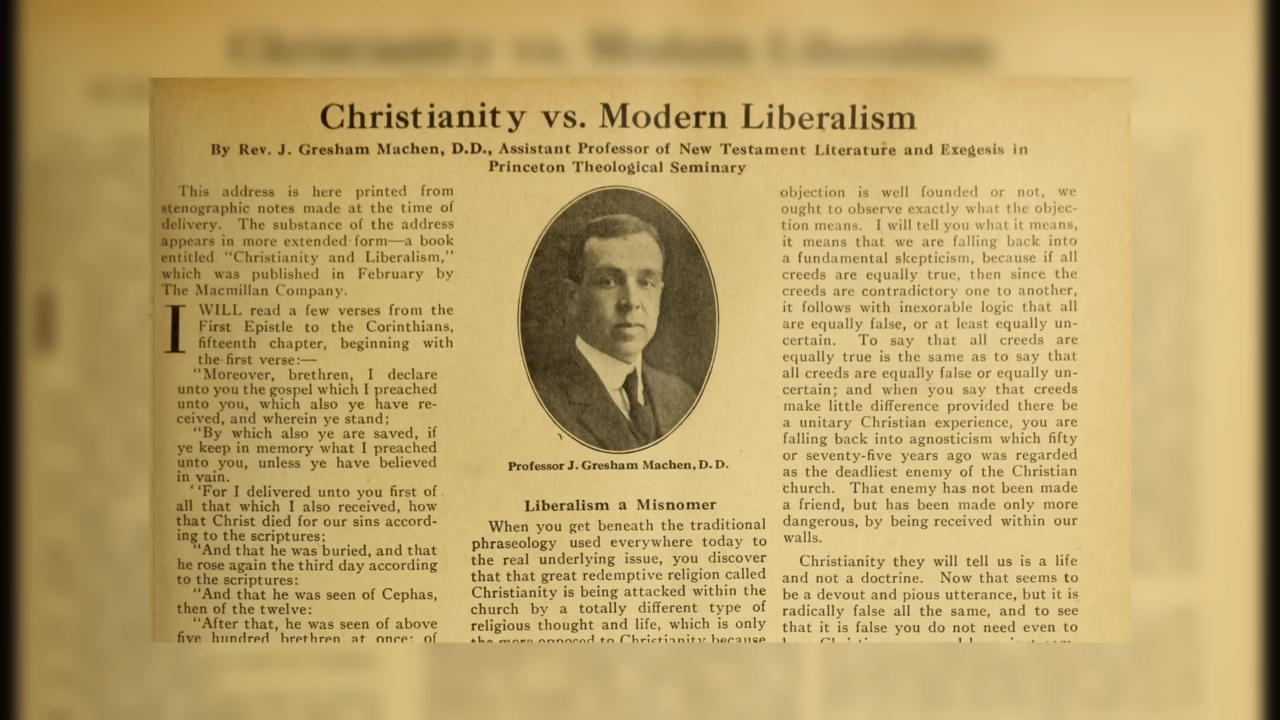 Christianity vs. Modern Liberalism
By Rev. J. Gresham Machen, D.D., Assistant Professor of New Testament Literature and Exegesis in
Princeton Theological Seminary
This address is here printed from
stenographic notes made at the time of
delivery. The substance of the address
appears in more extended form—a book
entitled "Christianity and Liberalism,"
which was published in February by
The Macmillan Company.
I WILL read a few verses from the
First Epistle to the Corinthians,
fifteenth chapter, beginning with
the first verse:—
"Moreover, brethren, I declare
unto you the gospel which I preached
unto you, which also ye have re-
ceived, and wherein ye stand;
"By which also ye are saved, if
ye keep in memory what I preached
unto you, unless ye have believed
in vain.
"For I delivered unto you first of
all that which I also received, how
that Christ died for our sins accord-
ing to the scriptures;
"And that he was buried, and that
he rose again the third day according
to the scriptures:
"And that he was seen of Cephas,
then of the twelve:
"After that, he was seen of above
five hundred brethren at once; of
Professor J. Gresham Machen, D. D.
Liberalism a Misnomer
When you get beneath the traditional
phraseology used everywhere today to
the real underlying issue, you discover
that that great redemptive religion called
Christianity is being attacked within the
church by a totally different type of
religious thought and life, which is only
the more opposed to Christianity because
objection is well founded or not, we
ought to observe exactly what the objec-
tion means. I will tell you what it means,
it means that we are falling back into
a fundamental skepticism, because if all
creeds are equally true, then since the
creeds are contradictory one to another,
it follows with inexorable logic that all
are equally false, or at least equally un-
certain. To say that all creeds are
equally true is the same as to say that
all creeds are equally false or equally un-
certain; and when you say that creeds
make little difference provided there be
a unitary Christian experience, you are
falling back into agnosticism which fifty
or seventy-five years ago was regarded
as the deadliest enemy of the Christian
church. That enemy has not been made
a friend, but has been made only more
dangerous, by being received within our
walls.
Christianity they will tell us is a life
and not a doctrine. Now that seems to
be a devout and pious utterance, but it is
radically false all the same, and to see
that it is false you do not need even to